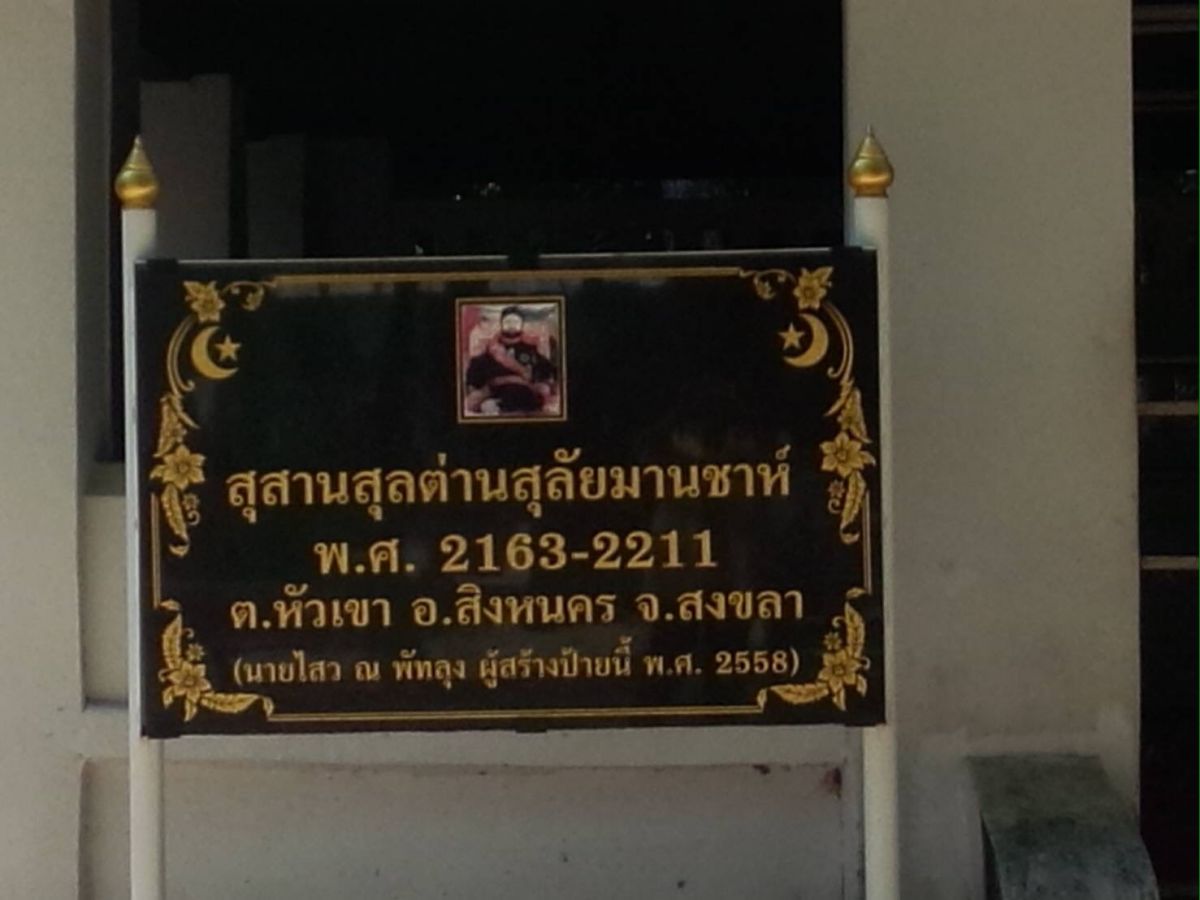 สุสานสุลต่านสุลัยมานชาห์
พ.ศ. 2163-2211
ต.หัวเขา อ.สิงหนคร จ.สงขลา
(นายไสว ณ พัทลุง ผู้สร้างป้ายนี้ พ.ศ. 2558)